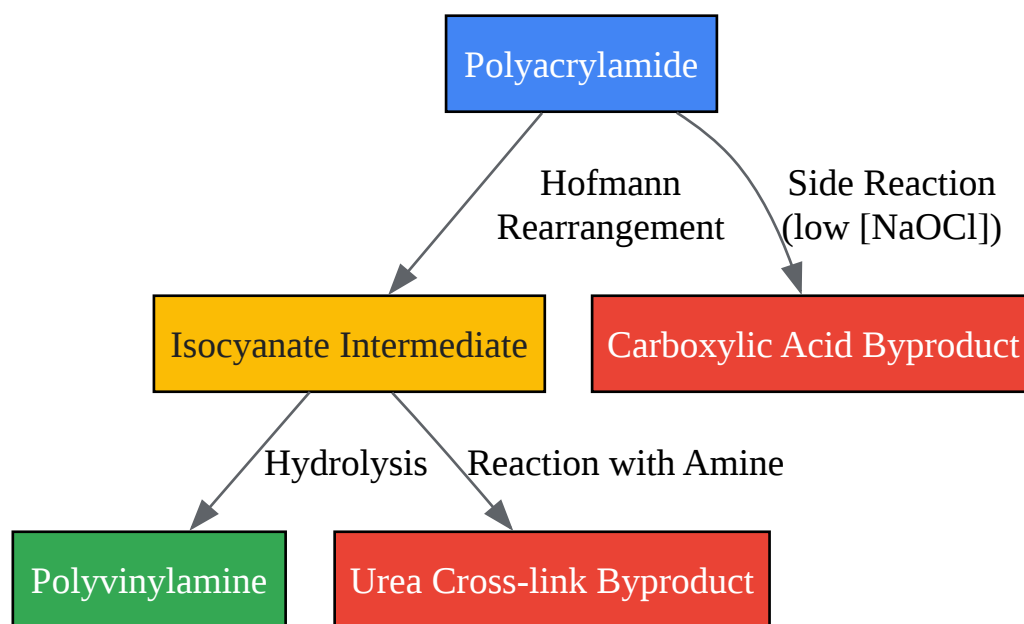 Polyacrylamide
Hofmann
Rearrangement
Side Reaction
(low [NaOCl])
Isocyanate Intermediate
Carboxylic Acid Byproduct
Hydrolysis
Reaction with Amine
Polyvinylamine
Urea Cross-link Byproduct